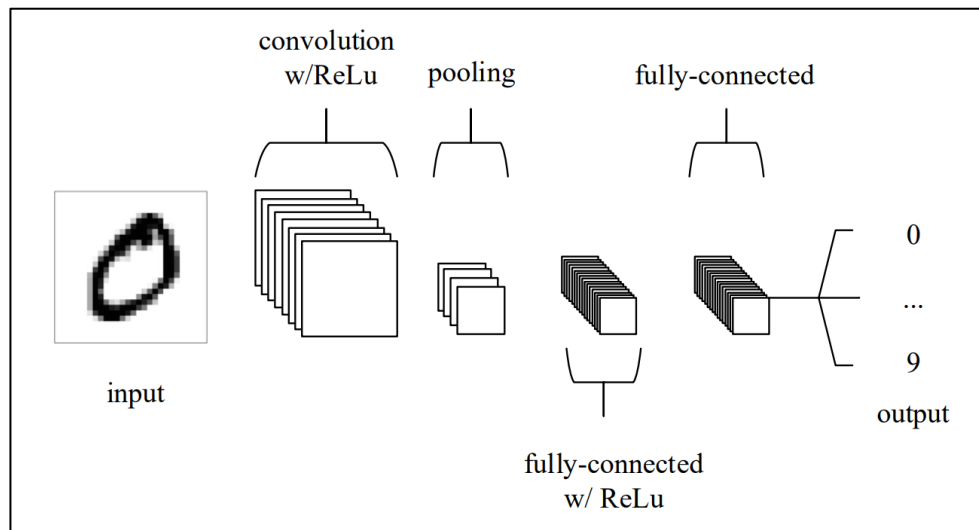 convolution
w/ReLu
pooling
fully-connected
input
fully-connected
w/ ReLu
0
...
9
output